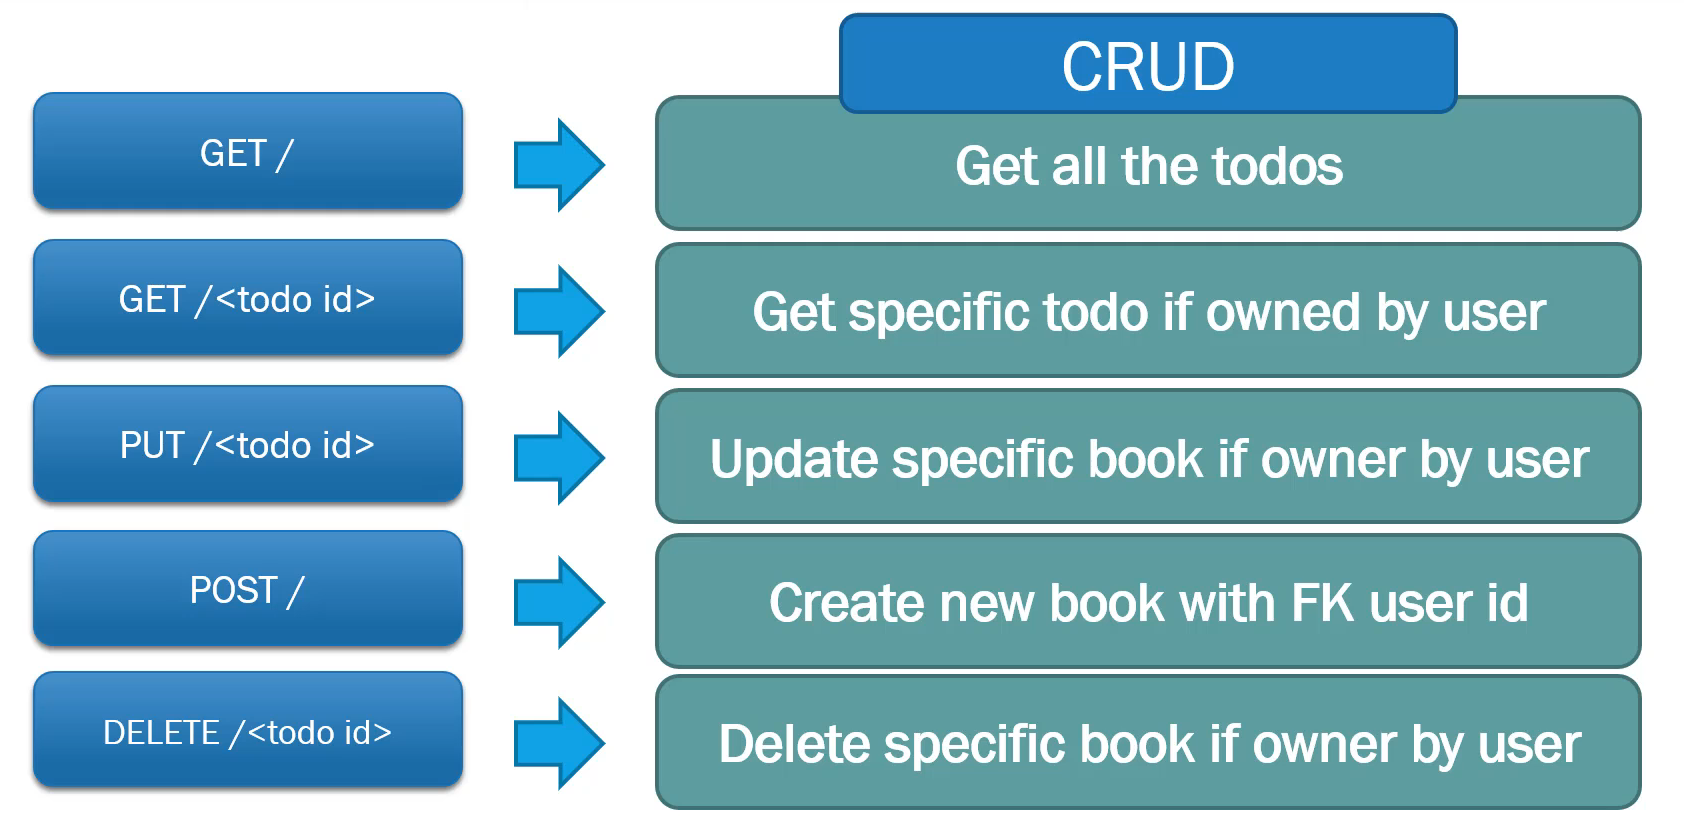 CRUD
GET /
Get all the todos
GET /<todo id>
Get specific todo if owned by user
PUT /<todo id>
Update specific book if owner by user
POST /
Create new book with FK user id
DELETE /<todo id>
Delete specific book if owner by user